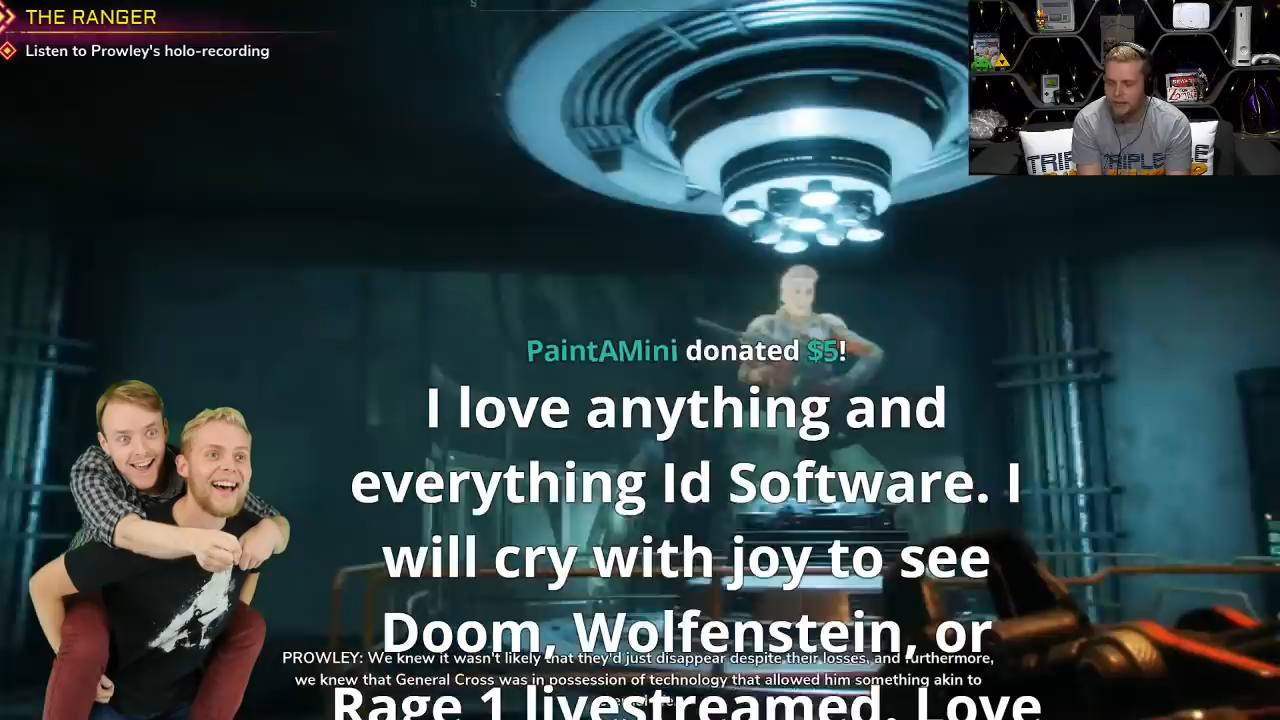 THE RANGER
Listen to Prowley's holo-recording
PaintAMini donated $5!
I love anything and
everything Id Software. I
will cry with joy to see
Doom, Wolfenstein, or
Rage 1 livestreamed. Love
PROWLEY: We knew it wasn't likely that they'd just disappear despite their losses, and furthermore,
we knew that General Cross was in possession of technology that allowed him something akin to